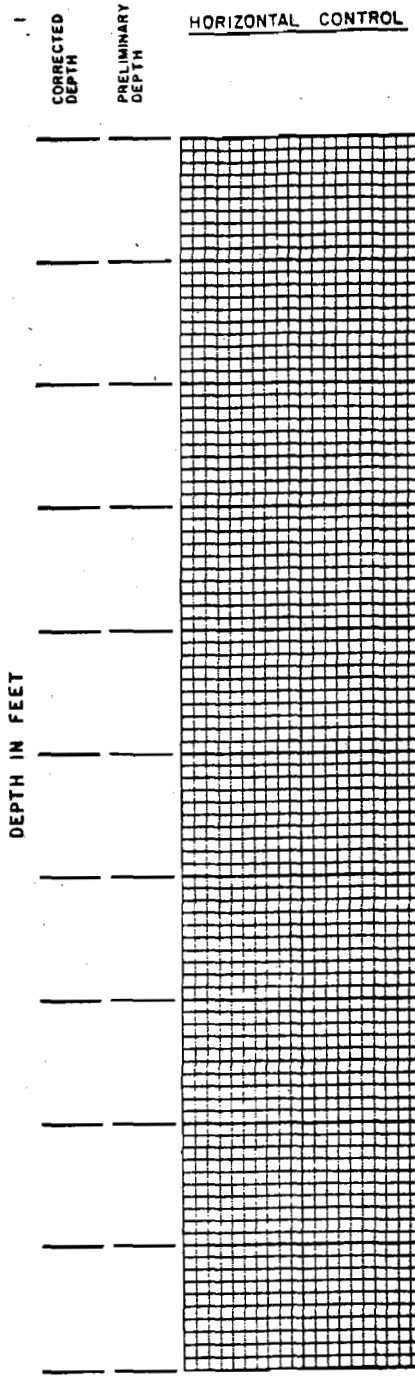 CORRECTED
DEPTH
PRELIMINARY
DEPTH
HORIZONTAL CONTROL
DEPTH IN FEET